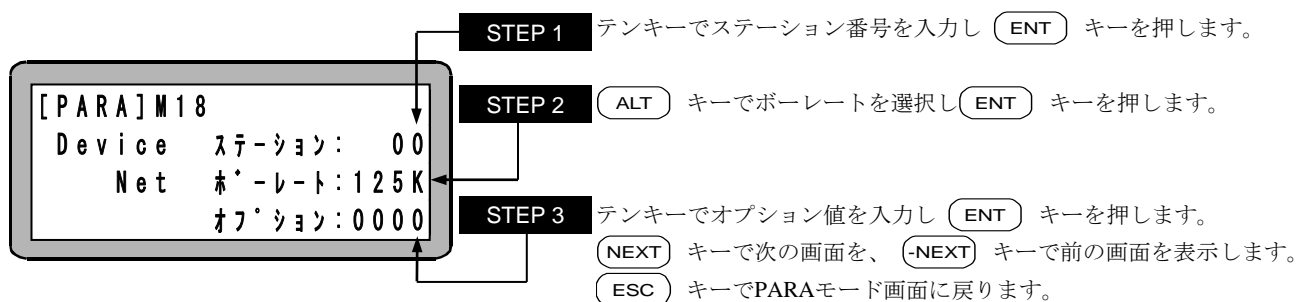 STEP 1 テンキーでステーション番号を入力し ENT キーを押します。
[PARA]M18
Device ステーション: 00
Net ボーレート:125K
オプション:0000
STEP 2 ALT キーでボーレートを選択し ENT キーを押します。
STEP 3 テンキーでオプション値を入力し ENT キーを押します。
NEXT キーで次の画面を、 -NEXT キーで前の画面を表示します。
ESC キーでPARAモード画面に戻ります。